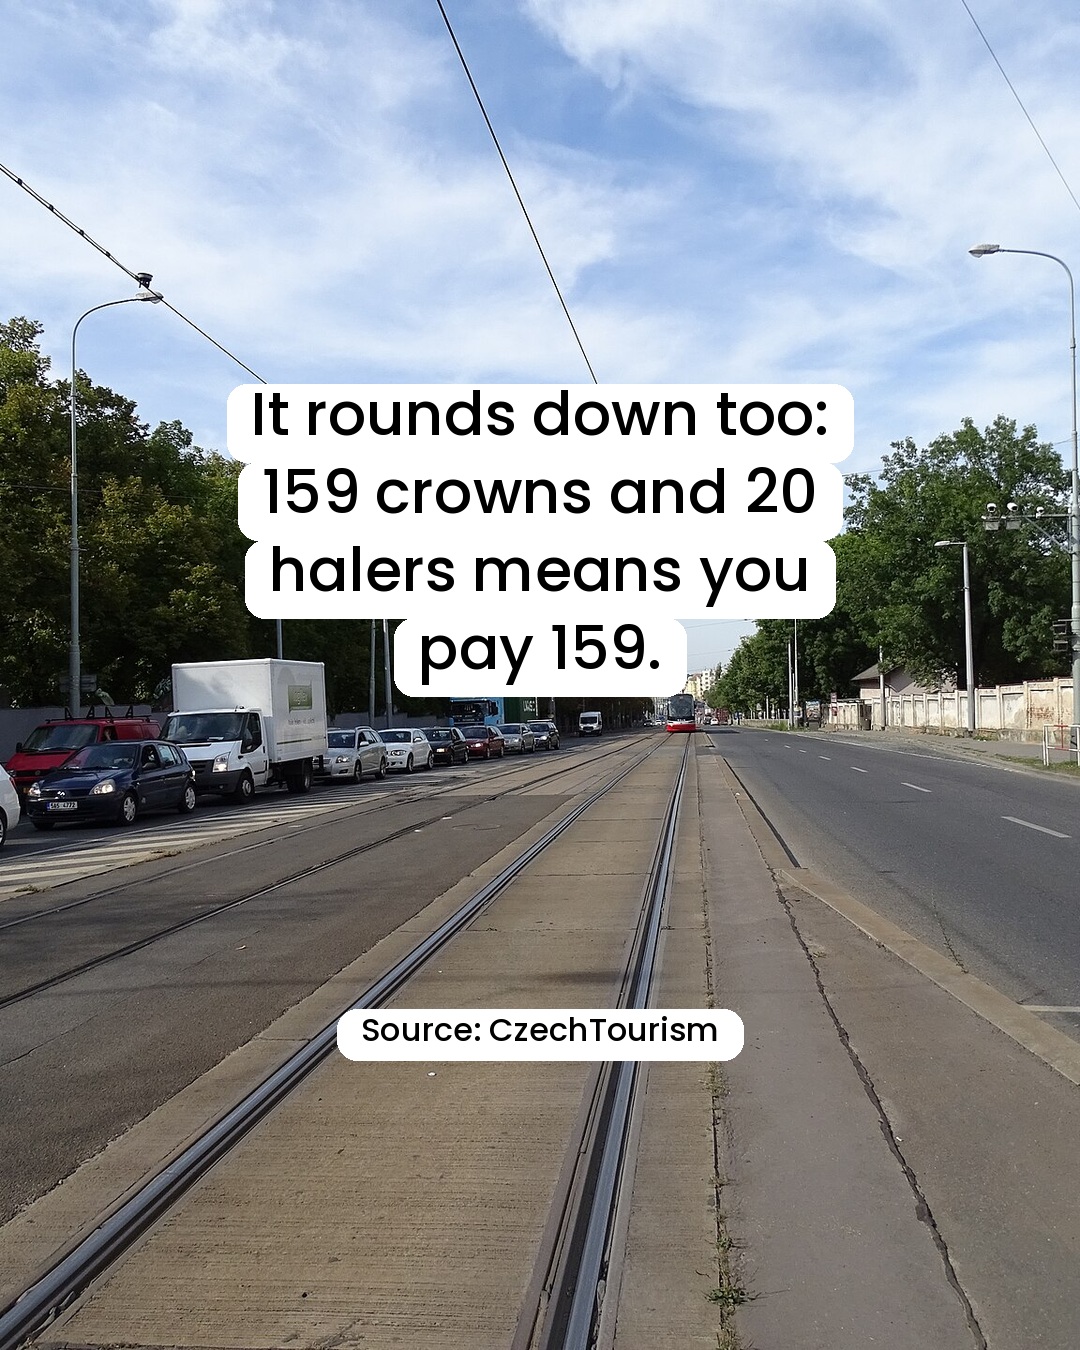 It rounds down too:
159 crowns and 20
halers means you
pay 159.
Source: CzechTourism